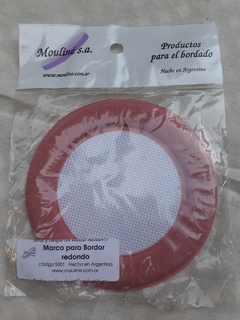 Mouliné s.a.
www.mouline.com.ar
Productos
para el bordado
Hecho en Argentina
Marco para Bordar
redondo
código 5001 Hecho en Argentina
www.mouline.com.ar